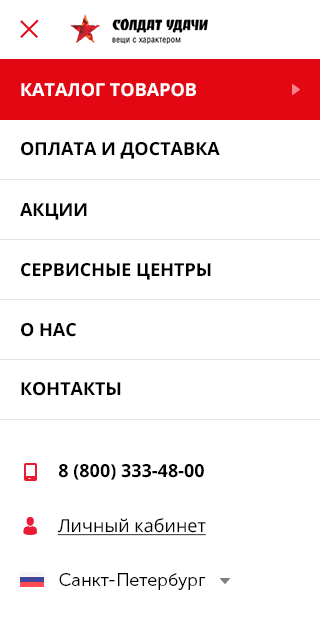 СОЛДАТ УДАЧИ
вещи с характером
КАТАЛОГ ТОВАРОВ
ОПЛАТА И ДОСТАВКА
АКЦИИ
СЕРВИСНЫЕ ЦЕНТРЫ
О НАС
КОНТАКТЫ
8 (800) 333-48-00
Личный кабинет
Санкт-Петербург